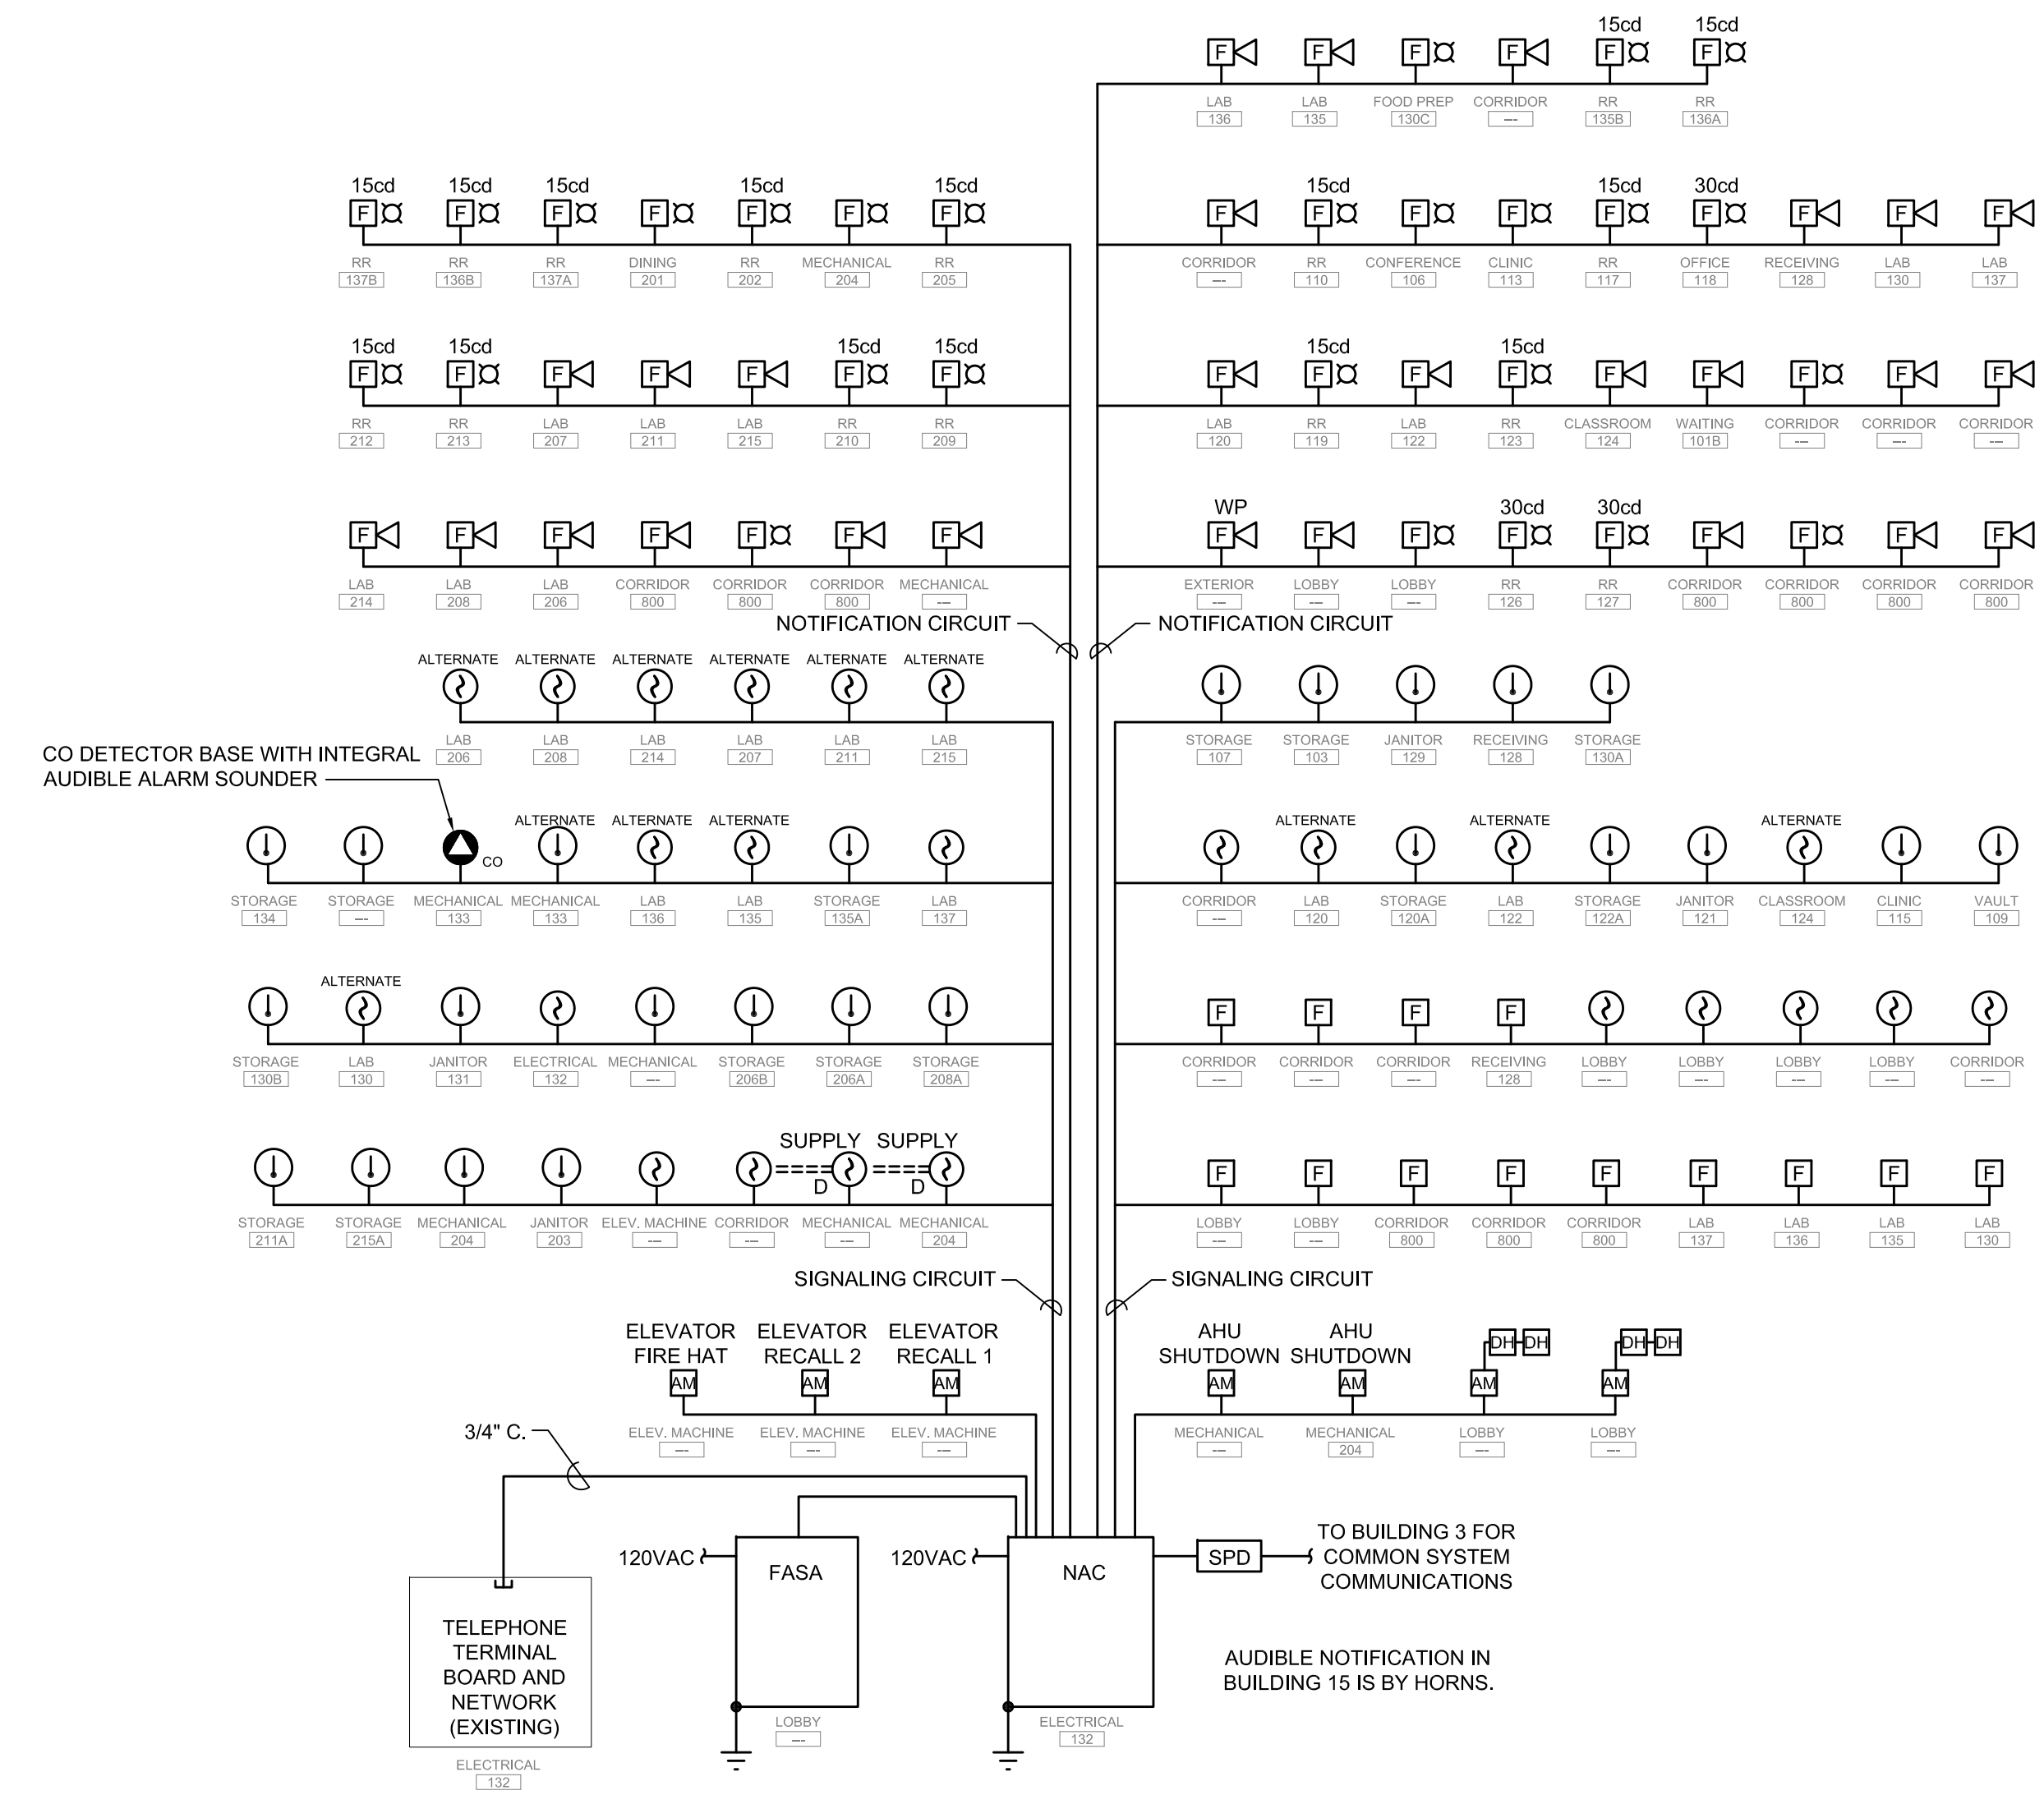 15cd 15cd
F F F F F F
LAB LAB FOOD PREP CORRIDOR RR RR
136 135 130C --- 135B 136A
15cd 15cd 15cd 15cd 15cd
F F F F F F F
RR RR RR DINING RR MECHANICAL RR
137B 136B 137A 201 202 204 205
15cd 15cd 30cd
F F F F F F F F F
CORRIDOR RR CONFERENCE CLINIC RR OFFICE RECEIVING LAB LAB
--- 110 106 113 117 118 128 130 137
15cd 15cd 15cd 15cd
F F F F F F F
RR RR LAB LAB LAB RR RR
212 213 207 211 215 210 209
15cd 15cd
F F F F F F F F F
LAB RR LAB RR CLASSROOM WAITING CORRIDOR CORRIDOR CORRIDOR
120 119 122 123 124 101B --- --- ---
F F F F F F F
LAB LAB LAB CORRIDOR CORRIDOR CORRIDOR MECHANICAL
214 208 206 800 800 800 ---
WP 30cd 30cd
F F F F F F F F F
EXTERIOR LOBBY LOBBY RR RR CORRIDOR CORRIDOR CORRIDOR CORRIDOR
--- --- --- 126 127 800 800 800 800
NOTIFICATION CIRCUIT
NOTIFICATION CIRCUIT
ALTERNATE ALTERNATE ALTERNATE ALTERNATE ALTERNATE ALTERNATE
LAB LAB LAB LAB LAB LAB
206 208 214 207 211 215
STORAGE STORAGE JANITOR RECEIVING STORAGE
107 103 129 128 130A
CO DETECTOR BASE WITH INTEGRAL
AUDIBLE ALARM SOUNDER
ALTERNATE ALTERNATE ALTERNATE
CO
STORAGE STORAGE MECHANICAL MECHANICAL LAB LAB STORAGE LAB
134 --- 133 133 136 135 135A 137
ALTERNATE ALTERNATE ALTERNATE
CORRIDOR LAB STORAGE LAB STORAGE JANITOR CLASSROOM CLINIC VAULT
--- 120 120A 122 122A 121 124 115 109
ALTERNATE
STORAGE LAB JANITOR ELECTRICAL MECHANICAL STORAGE STORAGE STORAGE
130B 130 131 132 --- 206B 206A 208A
F F F F
CORRIDOR CORRIDOR CORRIDOR RECEIVING LOBBY LOBBY LOBBY LOBBY CORRIDOR
--- --- --- 128 --- --- --- --- ---
SUPPLY SUPPLY
D D
STORAGE STORAGE MECHANICAL JANITOR ELEV. MACHINE CORRIDOR MECHANICAL MECHANICAL
211A 215A 204 203 --- --- --- 204
F F F F F F F F F
LOBBY LOBBY CORRIDOR CORRIDOR CORRIDOR LAB LAB LAB LAB
--- --- 800 800 800 137 136 135 130
SIGNALING CIRCUIT
SIGNALING CIRCUIT
ELEVATOR ELEVATOR ELEVATOR
FIRE HAT RECALL 2 RECALL 1
AM AM AM
ELEV. MACHINE ELEV. MACHINE ELEV. MACHINE
--- --- ---
AHU AHU DH DH DH DH
SHUTDOWN SHUTDOWN
AM AM AM AM
MECHANICAL MECHANICAL LOBBY LOBBY
--- 204 --- ---
3/4" C.
120VAC
FASA
LOBBY
---
120VAC
NAC
ELECTRICAL
132
SPD
TO BUILDING 3 FOR
COMMON SYSTEM
COMMUNICATIONS
TELEPHONE
TERMINAL
BOARD AND
NETWORK
(EXISTING)
ELECTRICAL
132
AUDIBLE NOTIFICATION IN
BUILDING 15 IS BY HORNS.